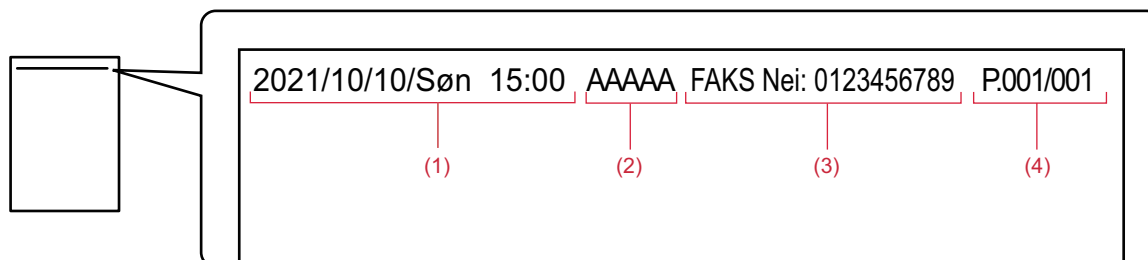 2021/10/10/Søn 15:00 AAAAA FAKS Nei: 0123456789 P.001/001
(1) (2) (3) (4)